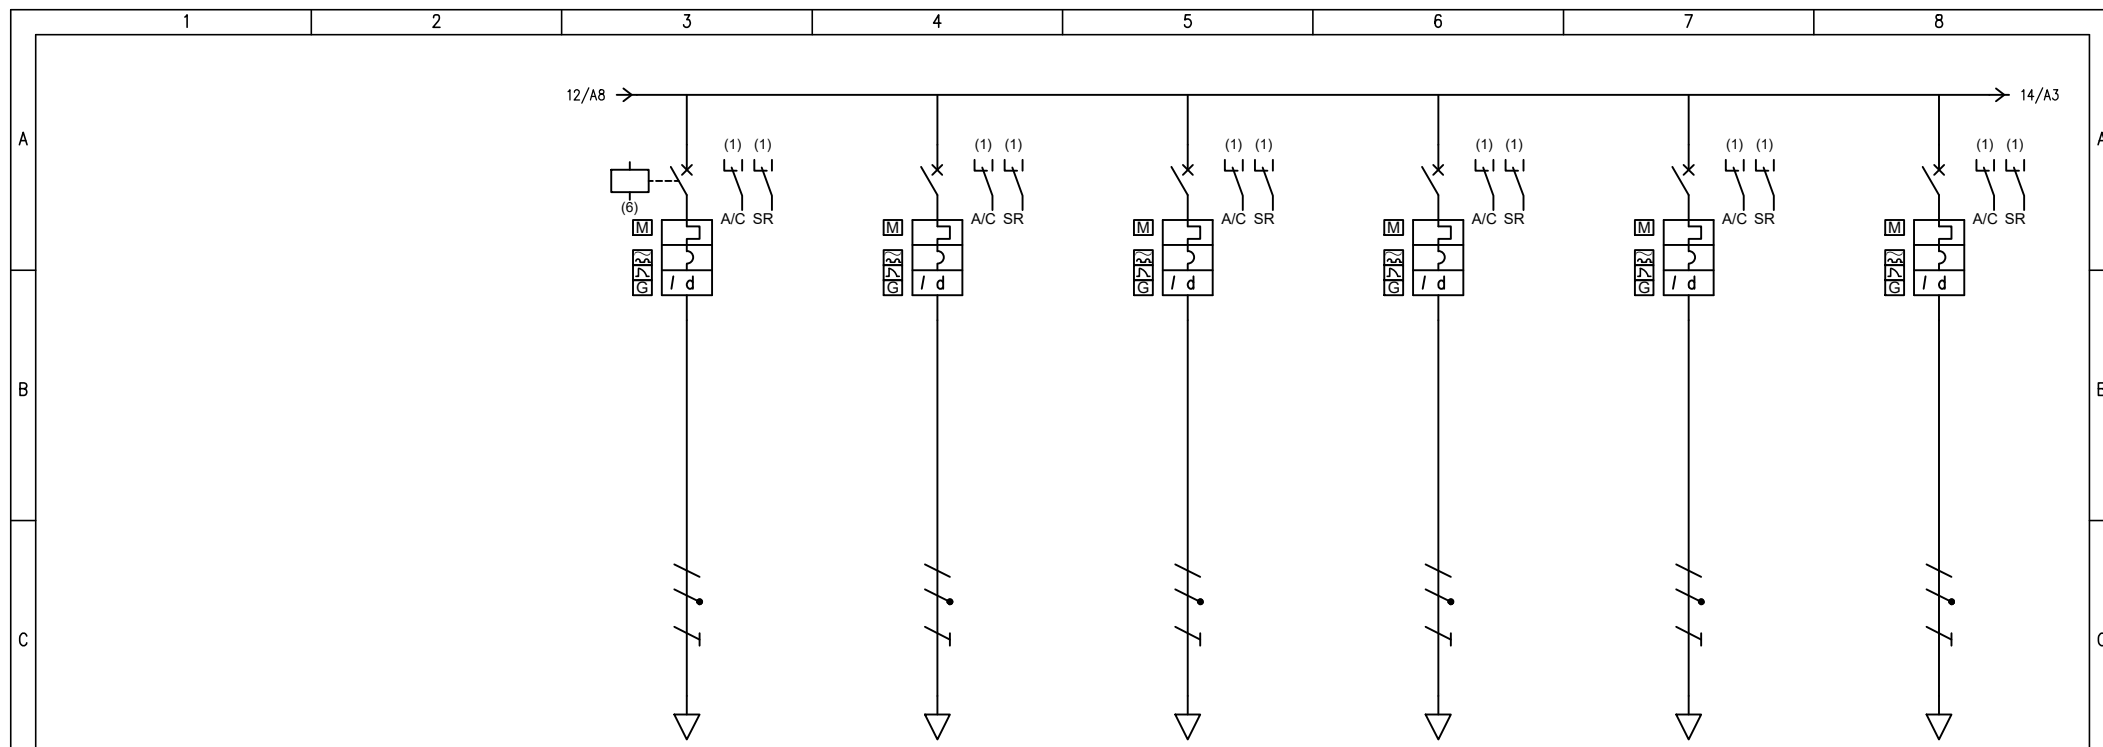 1 2 3 4 5 6 7 8
12/A8 14/A3
A A
(1) (1) (1) (1) (1) (1) (1) (1) (1) (1) (1) (1)
(6)
A/C SR A/C SR A/C SR A/C SR A/C SR A/C SR
M M M M M M
G I d G I d G I d G I d G I d G I d
B
C